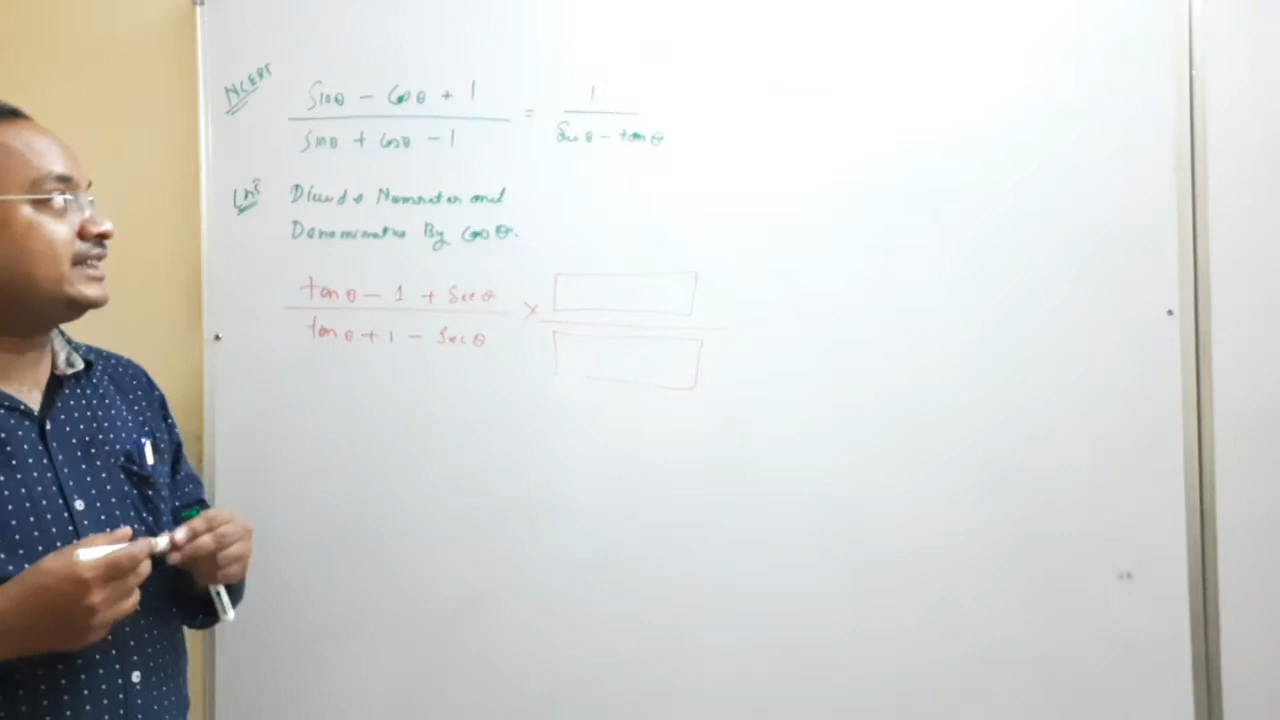 NCERT
sinθ - cosθ + 1 / sinθ + cosθ - 1 = 1 / secθ - tanθ
LHS Divide Numerator and
Denominator By cosθ.
tanθ - 1 + secθ / tanθ + 1 - secθ ×